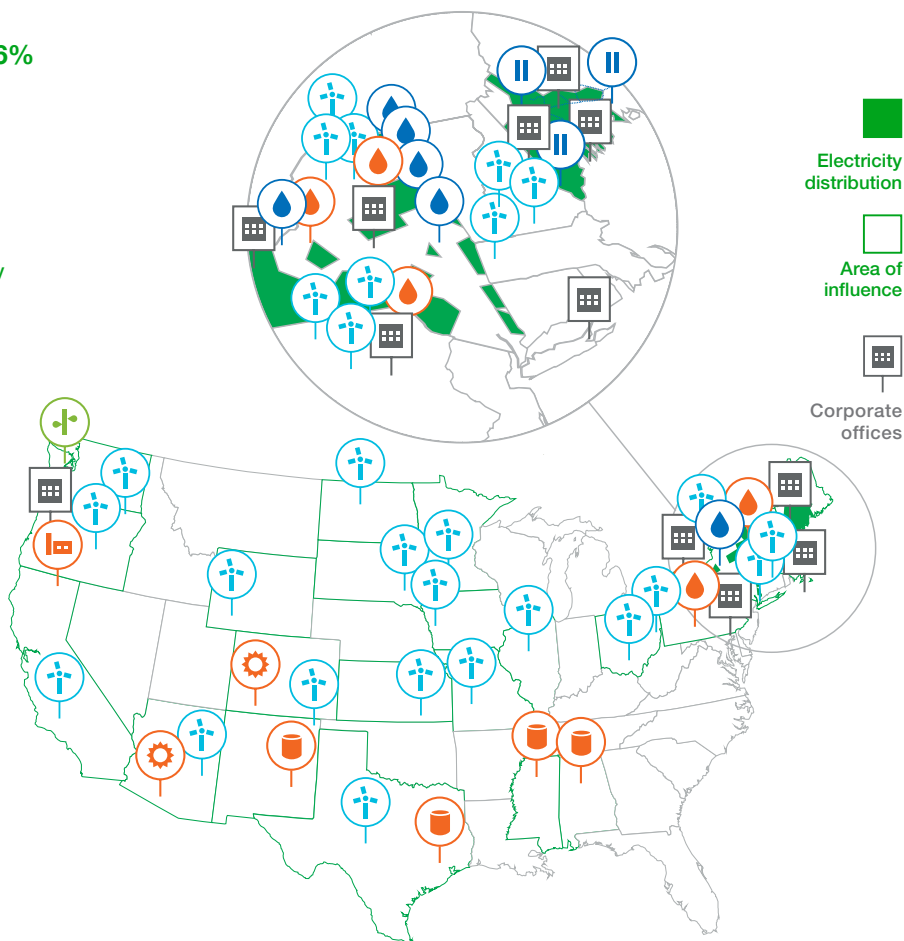 6%
y
Electricity
distribution
Area of
influence
Corporate
offices